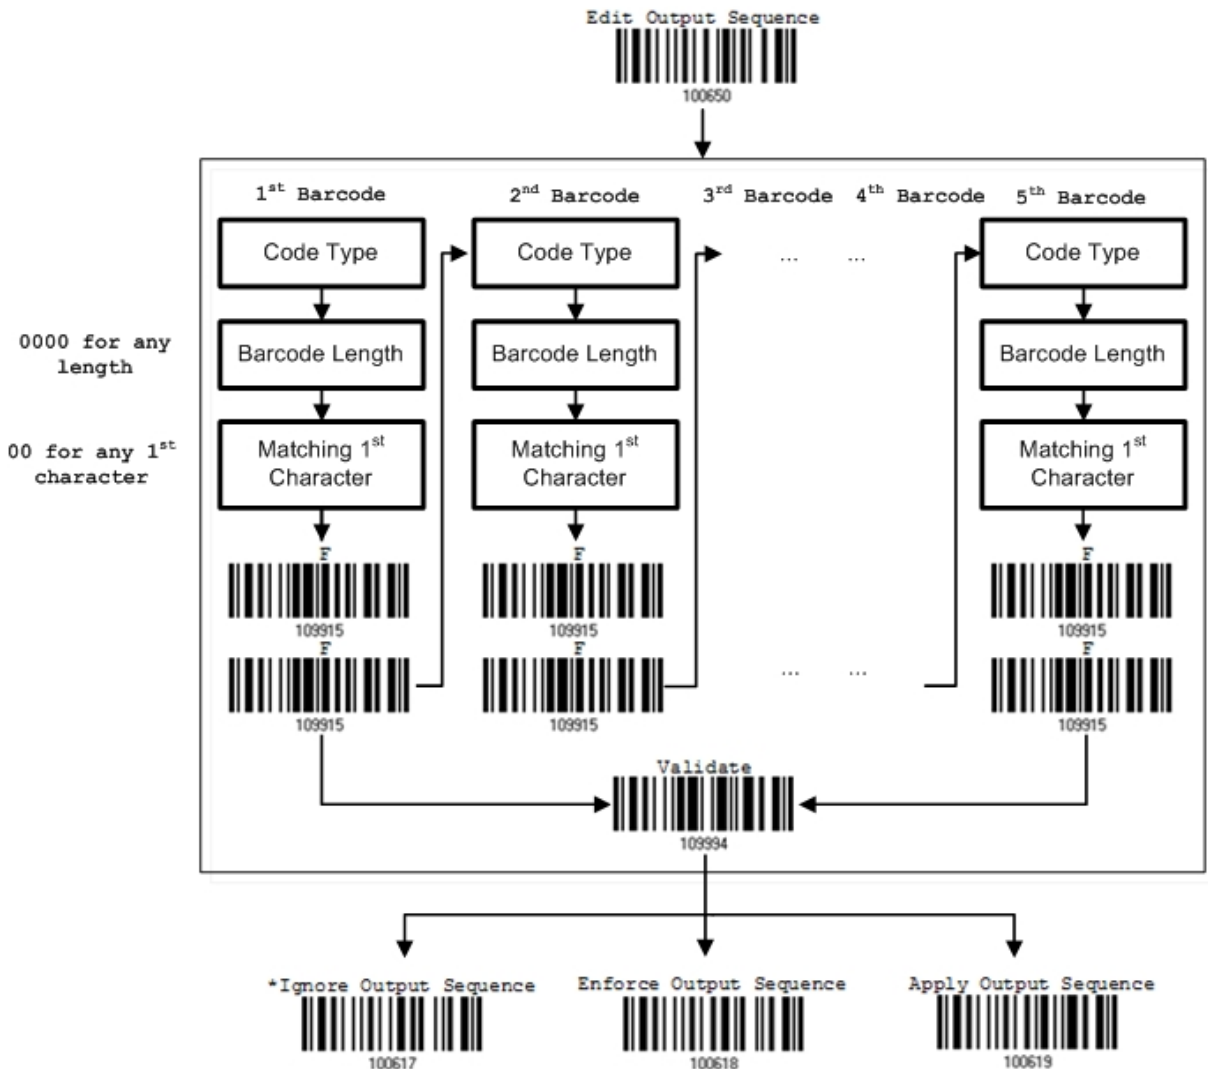 Edit Output Sequence
100650
1st Barcode 2nd Barcode 3rd Barcode 4th Barcode 5th Barcode
Code Type Code Type ... ... Code Type
0000 for any
length
Barcode Length Barcode Length Barcode Length
00 for any 1st
character
Matching 1st
Character
Matching 1st
Character
Matching 1st
Character
F F F
109915 109915 109915
F F F
... ...
109915 109915 109915
Validate
109994
*Ignore Output Sequence Enforce Output Sequence Apply Output Sequence
100617 100618 100619